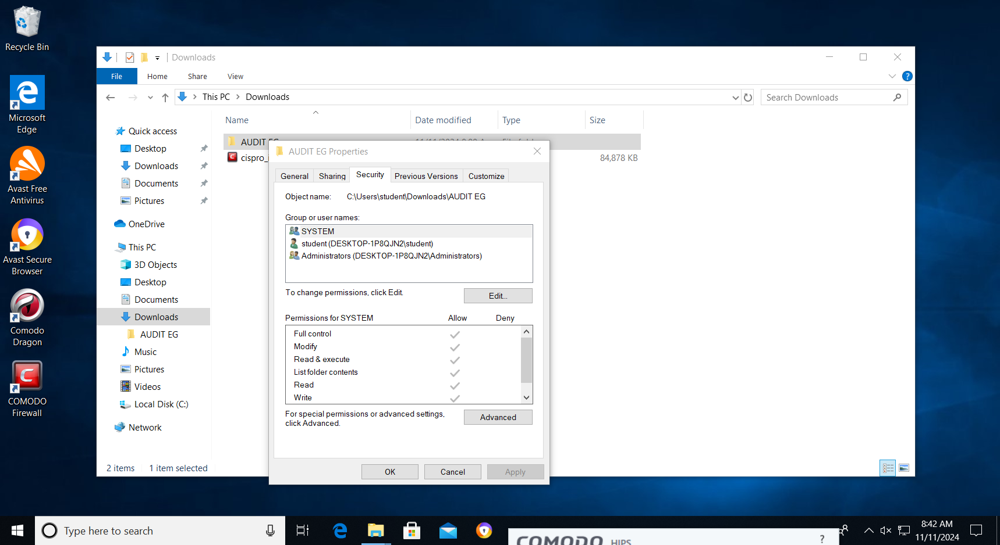 Recycle Bin
Microsoft
Edge
Avast Free
Antivirus
Avast Secure
Browser
Comodo
Dragon
COMODO
Firewall
Downloads
File
Home
Share
View
?
This PC
Downloads
Search Downloads
Quick access
Desktop
Downloads
Documents
Pictures
OneDrive
This PC
3D Objects
Desktop
Documents
Downloads
AUDIT EG
Music
Pictures
Videos
Local Disk (C:)
Network
2 items
1 item selected
Name
Date modified
Type
Size
AUDIT EG
cispro_i
84,878 KB
AUDIT EG Properties
General
Sharing
Security
Previous Versions
Customize
Object name:
C:\Users\student\Downloads\AUDIT EG
Group or user names:
SYSTEM
student (DESKTOP-1P8QJN2\student)
Administrators (DESKTOP-1P8QJN2\Administrators)
To change permissions, click Edit.
Edit...
Permissions for SYSTEM
Allow
Deny
Full control
Modify
Read & execute
List folder contents
Read
Write
For special permissions or advanced settings,
click Advanced.
Advanced
OK
Cancel
Apply
Type here to search
COMODO HIPS
?
8:42 AM
11/11/2024